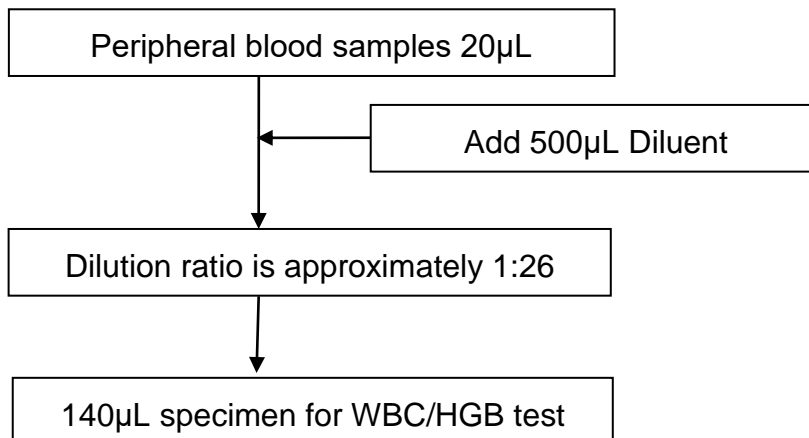 Peripheral blood samples 20µL
Add 500µL Diluent
Dilution ratio is approximately 1:26
140µL specimen for WBC/HGB test